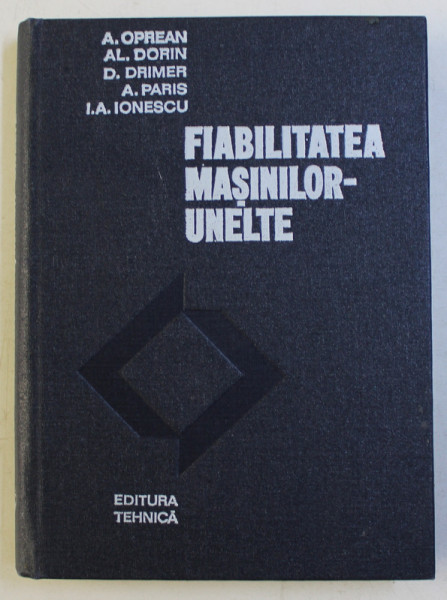 A. OPREAN
AL. DORIN
D. DRIMER
A. PARIS
I.A. IONESCU
FIABILITATEA
MAȘINILOR-
UNELTE
EDITURA
TEHNICĂ